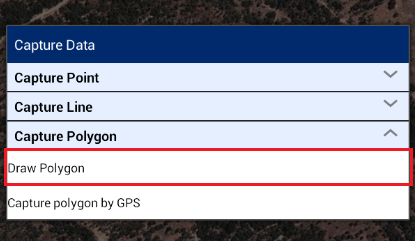 Capture Data
Capture Point
Capture Line
Capture Polygon
Draw Polygon
Capture polygon by GPS